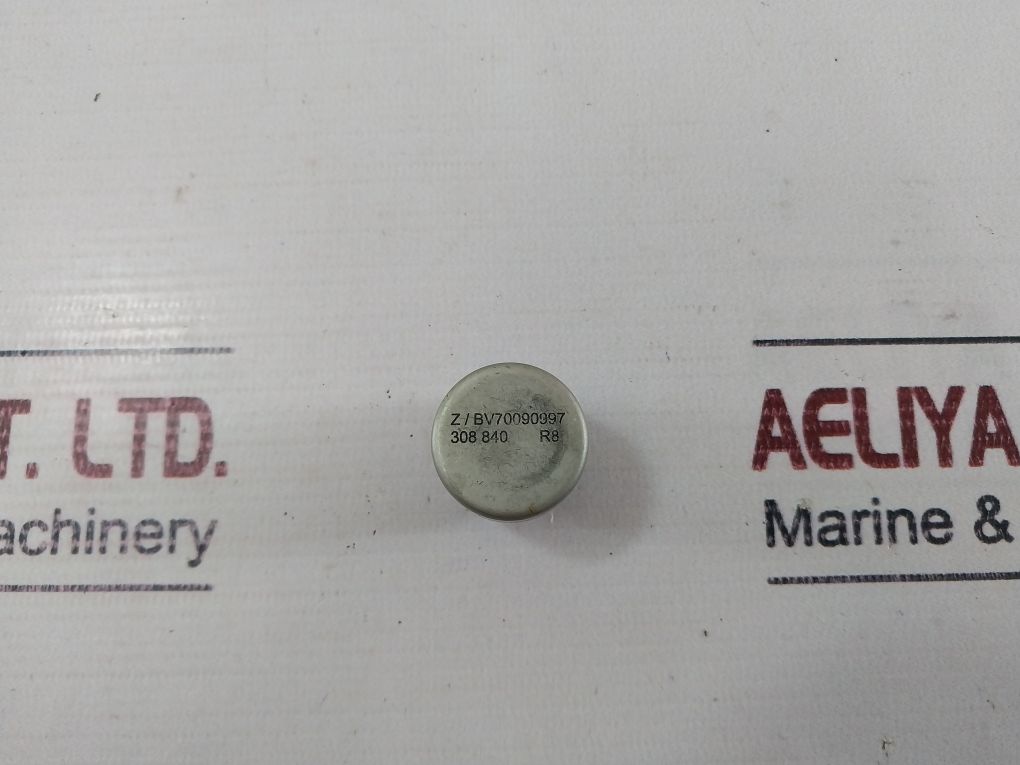 T. LTD.
achinery
Z / BV70090997
308 840 R8
AELIYA
Marine &